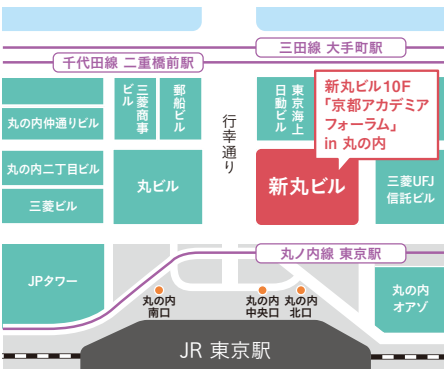 三田線 大手町駅
千代田線 二重橋前駅
新丸ビル10F
「京都アカデミア
フォーラム」
in 丸の内
丸の内仲通りビル
三菱商事
ビル
郵船ビル
行幸通り
東京海上
日動ビル
丸の内二丁目ビル
三菱ビル
丸ビル
新丸ビル
三菱UFJ
信託ビル
丸ノ内線 東京駅
JPタワー
丸の内
南口
丸の内
中央口
丸の内
北口
丸の内
オアゾ
JR 東京駅